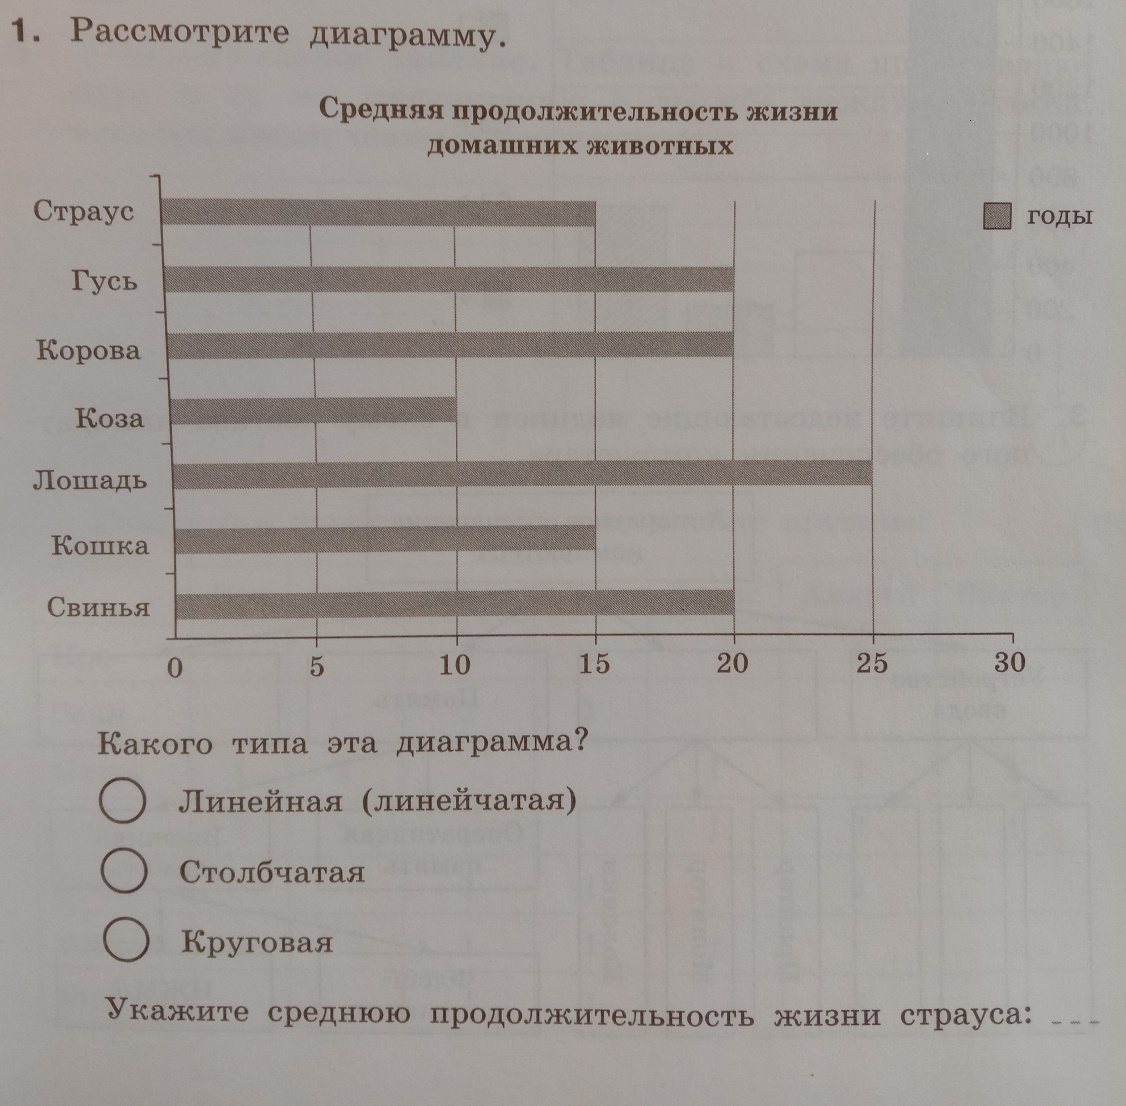 1. Рассмотрите диаграмму.
Средняя продолжительность жизни
домашних животных
Страус
годы
Гусь
Корова
Коза
Лошадь
Кошка
Свинья
0 5 10 15 20 25 30
Какого типа эта диаграмма?
Линейная (линейчатая)
Столбчатая
Круговая
Укажите среднюю продолжительность жизни страуса: _ _ _